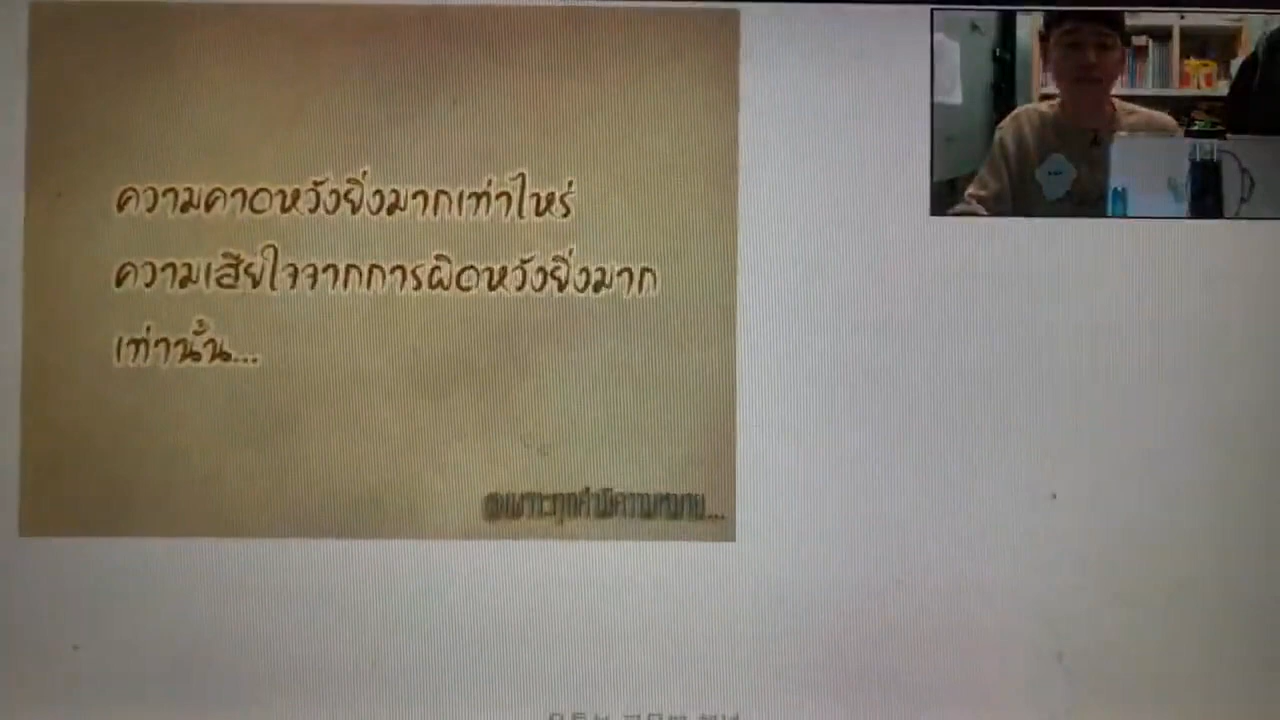 ความคาดหวังยิ่งมากเท่าไหร่
ความเสียใจจากการผิดหวังยิ่งมาก
เท่านั้น...
@เพราะทุกคำมีความหมาย...